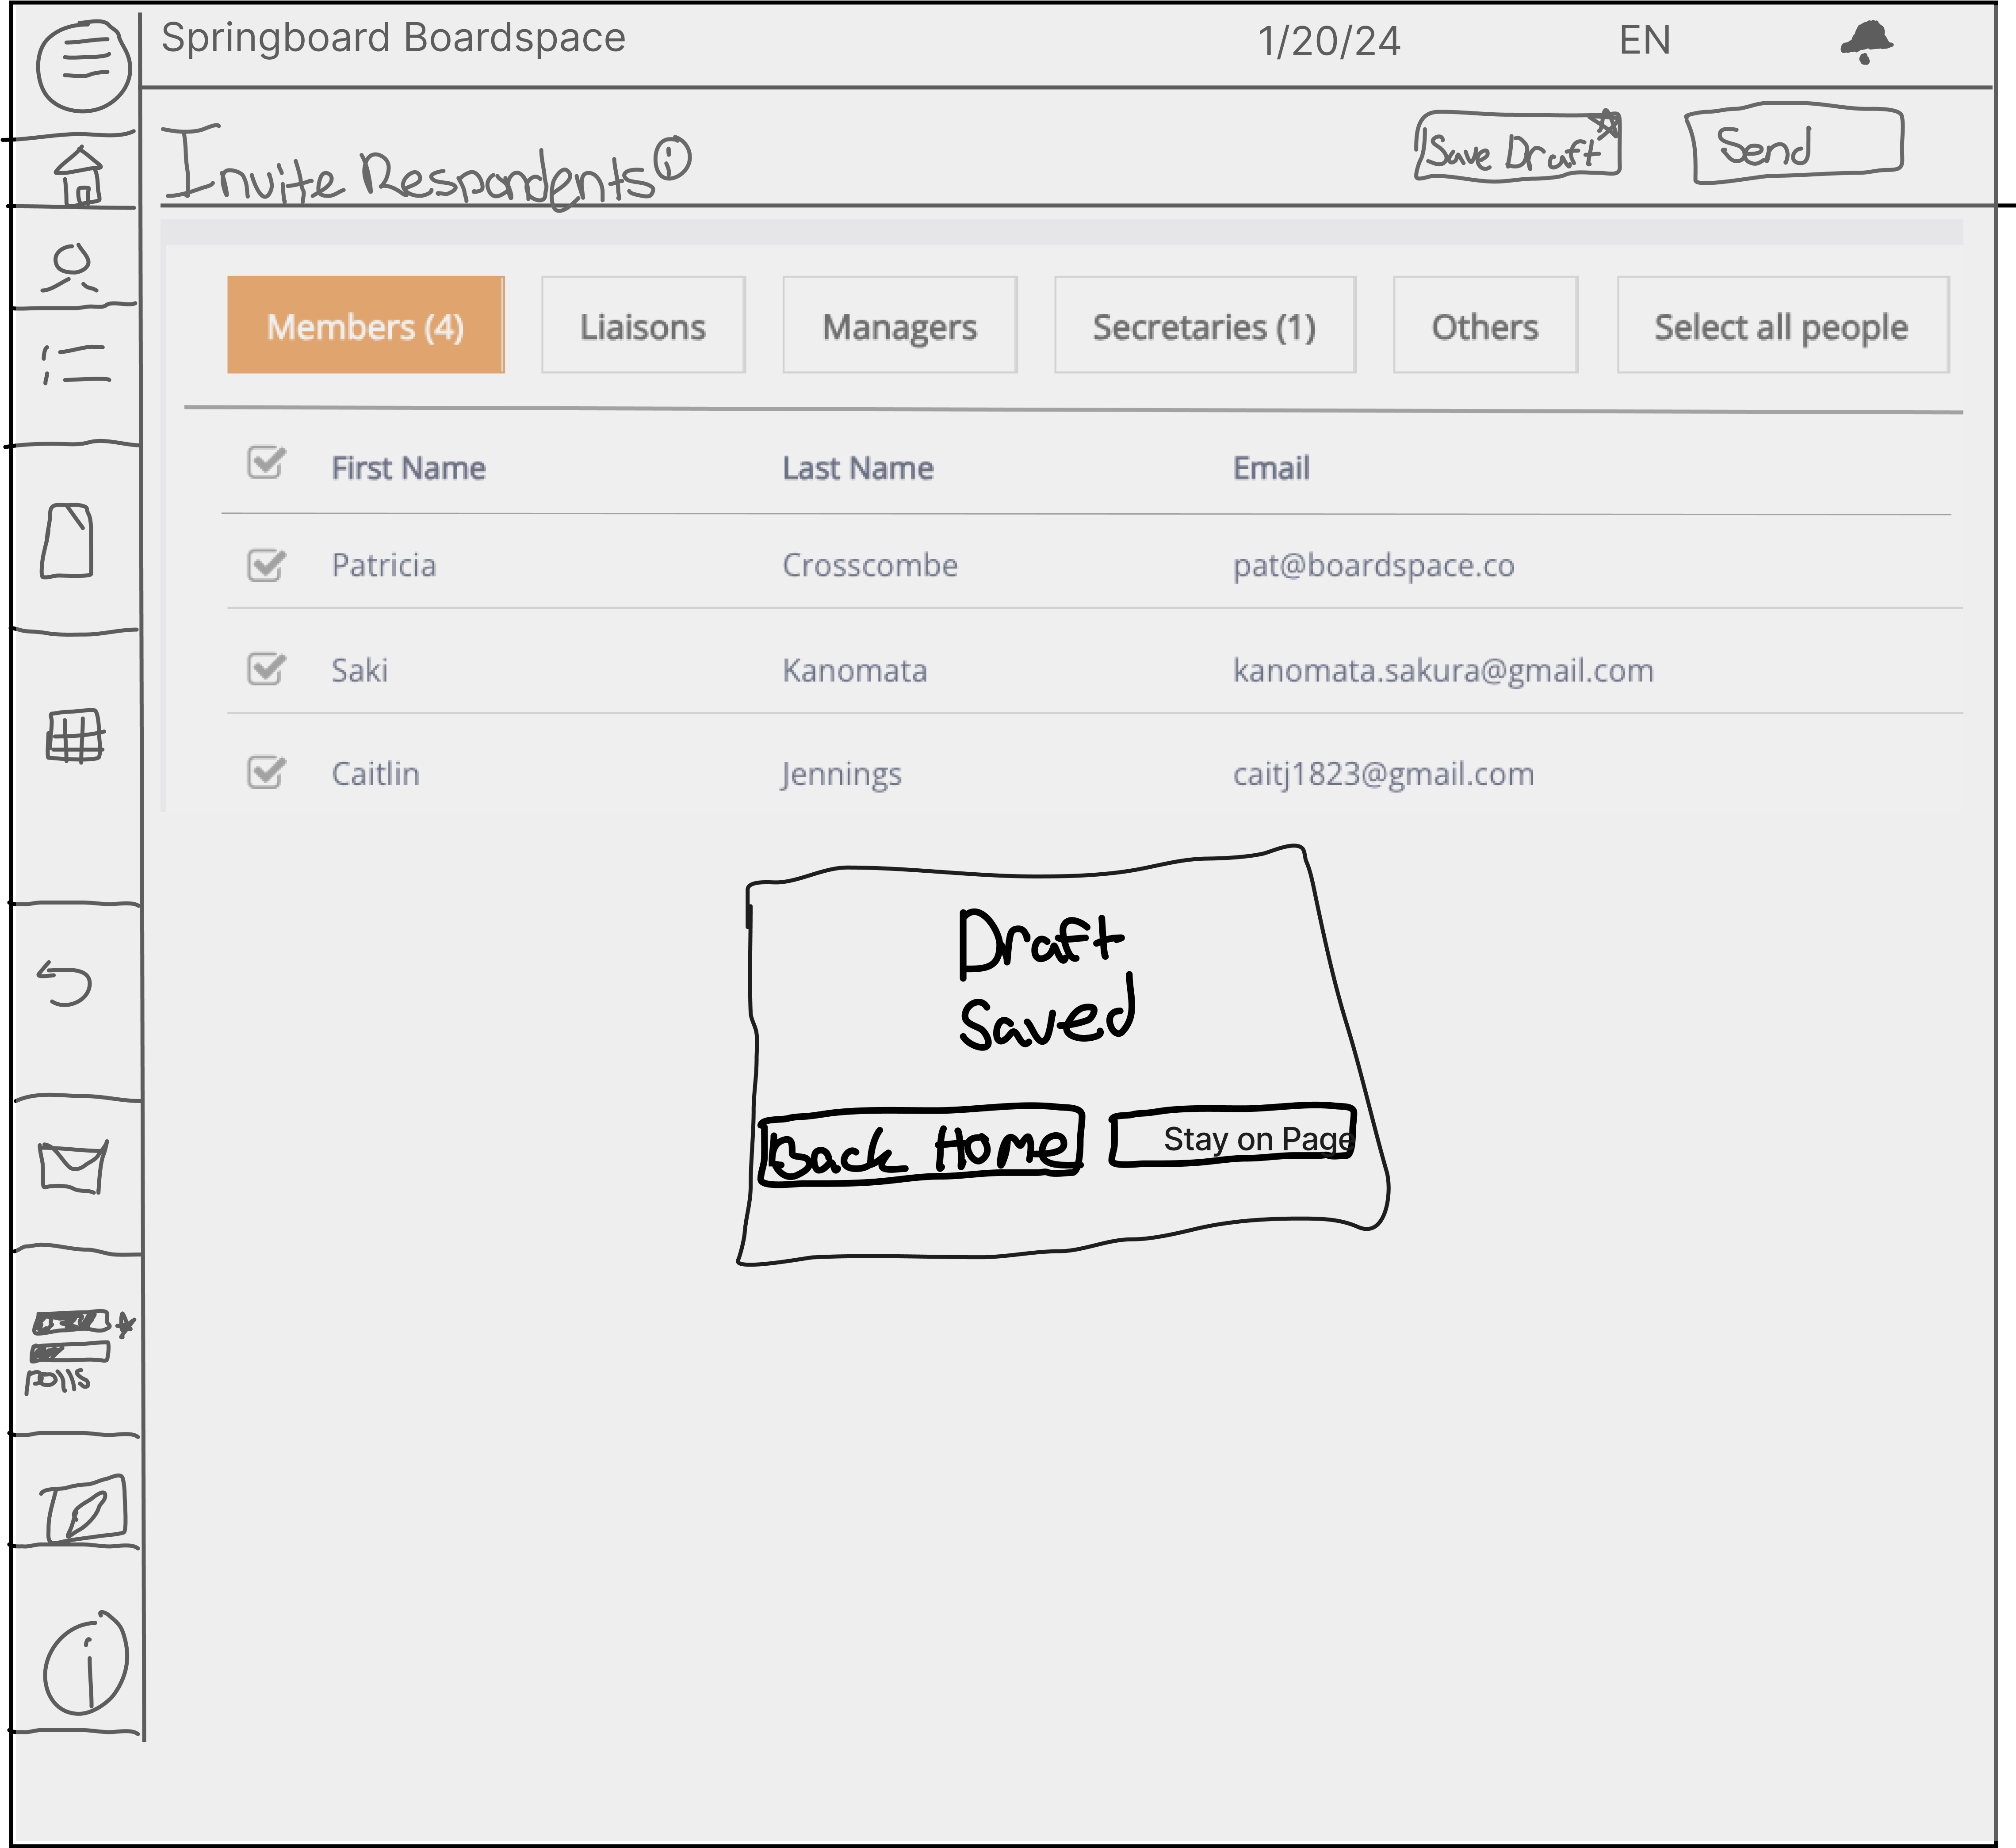 Springboard Boardspace 1/20/24 EN
Invite Respondents i Save Draft Send
Members (4) Liaisons Managers Secretaries (1) Others Select all people
First Name Last Name Email
Patricia Crosscombe pat@boardspace.co
Saki Kanomata kanomata.sakura@gmail.com
Caitlin Jennings caitj1823@gmail.com
Draft
Saved
Back Home Stay on Page
polls
i